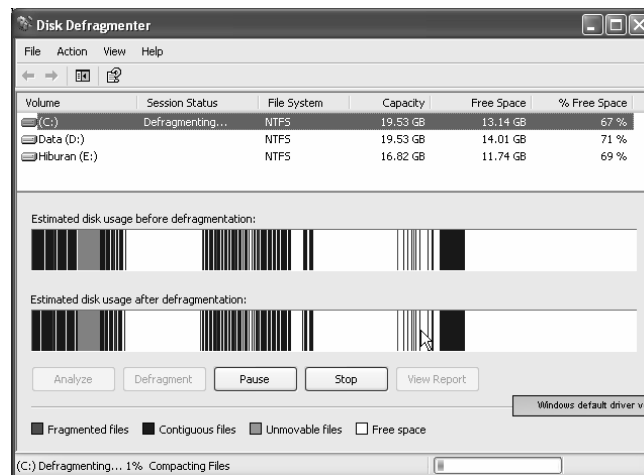 Disk Defragmenter
File Action View Help
Volume Session Status File System Capacity Free Space % Free Space
(C:) Defragmenting... NTFS 19.53 GB 13.14 GB 67 %
Data (D:) NTFS 19.53 GB 14.01 GB 71 %
Hiburan (E:) NTFS 16.82 GB 11.74 GB 69 %
Estimated disk usage before defragmentation:
Estimated disk usage after defragmentation:
Analyze Defragment Pause Stop View Report
Windows default driver v
Fragmented files Contiguous files Unmovable files Free space
(C:) Defragmenting... 1% Compacting Files